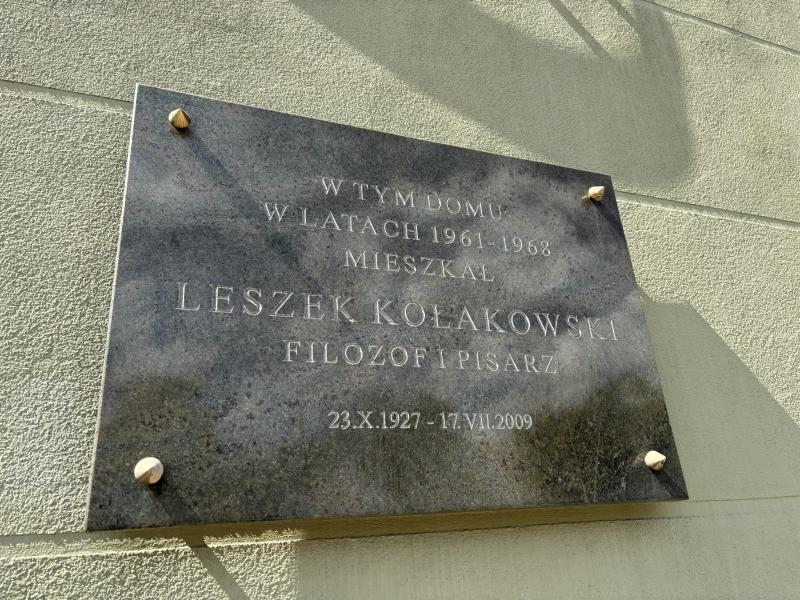 W TYM DOMU
W LATACH 1961-1968
MIESZKAŁ
LESZEK KOŁAKOWSKI
FILOZOF I PISARZ
23.X.1927 - 17.VII.2009